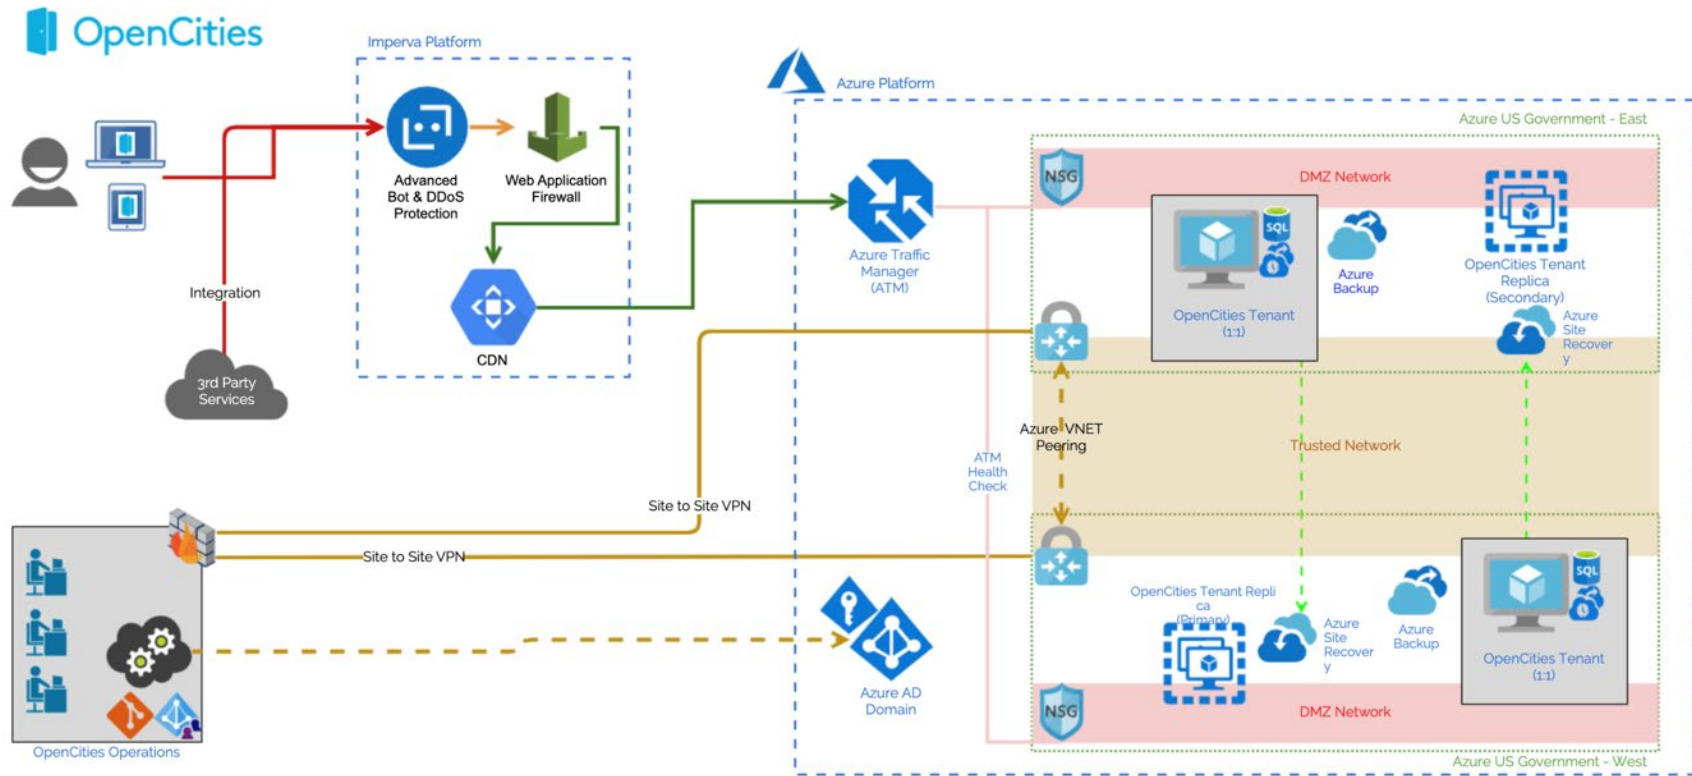 OpenCities
Imperva Platform
Azure Platform
Azure US Government - East
NSG
DMZ Network
Advanced
Bot & DDoS
Protection
Web Application
Firewall
SQL
Azure Traffic
Manager
(ATM)
Azure
Backup
OpenCities Tenant
Replica
(Secondary)
Integration
OpenCities Tenant
(1:1)
Azure
Site
Recover
y
CDN
3rd Party
Services
Azure VNET
Peering
Trusted Network
ATM
Health
Check
Site to Site VPN
Site to Site VPN
SQL
OpenCities Tenant Repli
ca
(Primary)
Azure
Site
Recover
y
Azure
Backup
OpenCities Tenant
(1:1)
Azure AD
Domain
NSG
DMZ Network
OpenCities Operations
Azure US Government - West